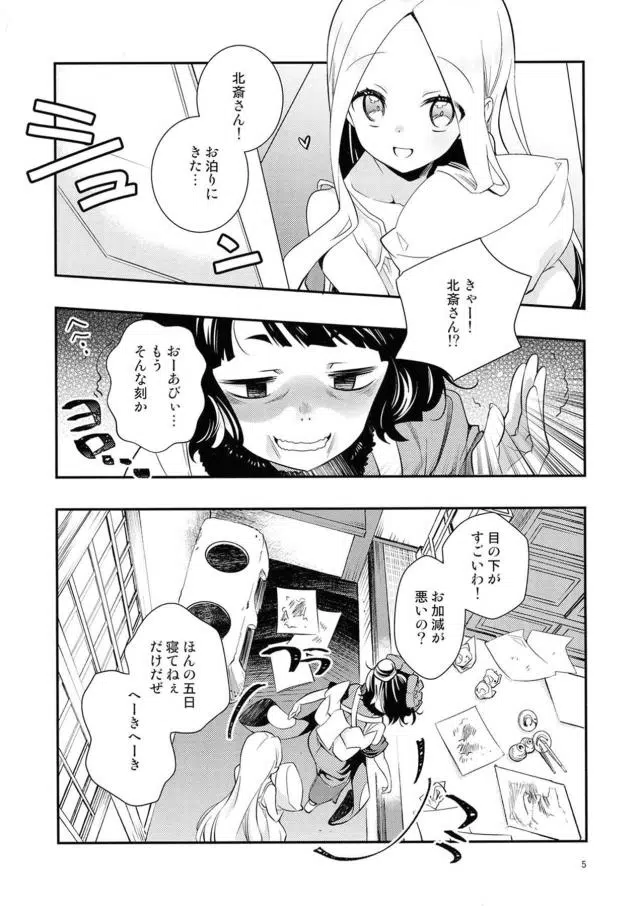 北斎さん！
お泊りに
きた…
シュン
きゃー！
北斎さん！？
おーあびぃ…
もう
そんな刻か
ヨロ…
目の下が
すごいわ！
お加減が
悪いの？
ほんの五日
寝てねぇ
だけだぜ
へーきへーき
5